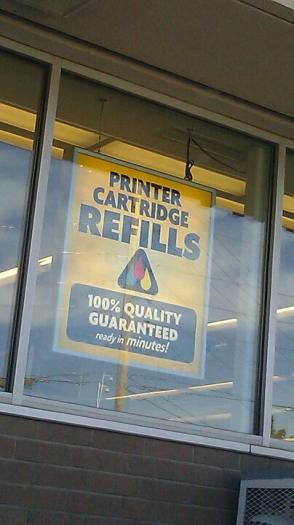 PRINTER
CARTRIDGE
REFILLS
100% QUALITY
GUARANTEED
ready in minutes!